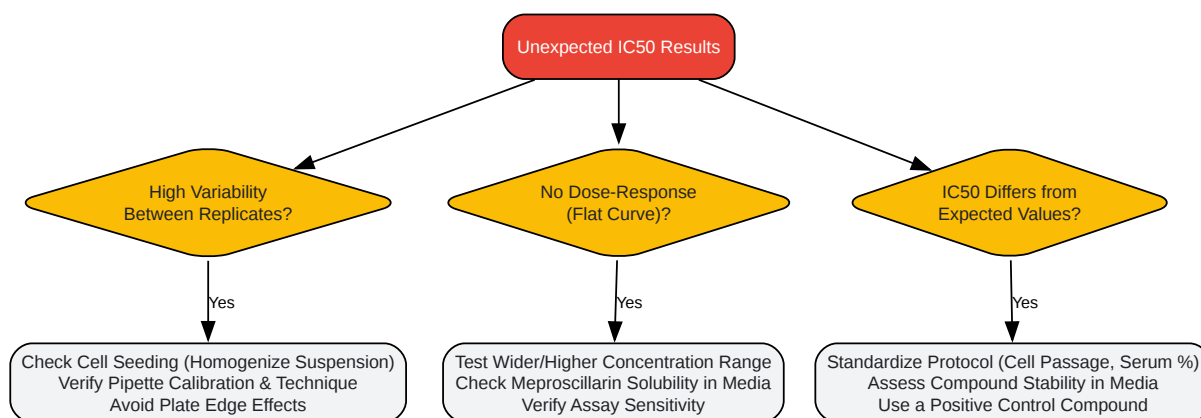 Unexpected IC50 Results
High Variability
Between Replicates?
No Dose-Response
(Flat Curve)?
IC50 Differs from
Expected Values?
Yes
Yes
Yes
Check Cell Seeding (Homogenize Suspension)
Verify Pipette Calibration & Technique
Avoid Plate Edge Effects
Test Wider/Higher Concentration Range
Check Meproscillarin Solubility in Media
Verify Assay Sensitivity
Standardize Protocol (Cell Passage, Serum %)
Assess Compound Stability in Media
Use a Positive Control Compound